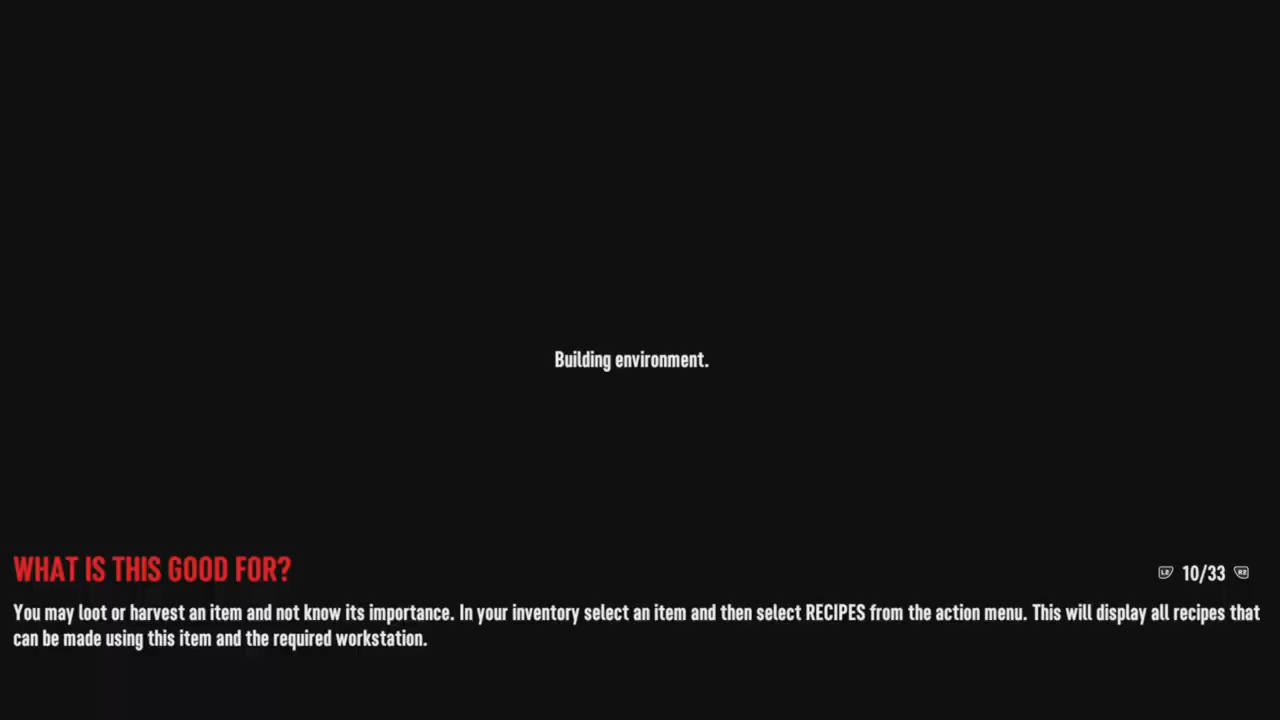 Building environment.
WHAT IS THIS GOOD FOR?
L2 10/33 R2
You may loot or harvest an item and not know its importance. In your inventory select an item and then select RECIPES from the action menu. This will display all recipes that
can be made using this item and the required workstation.